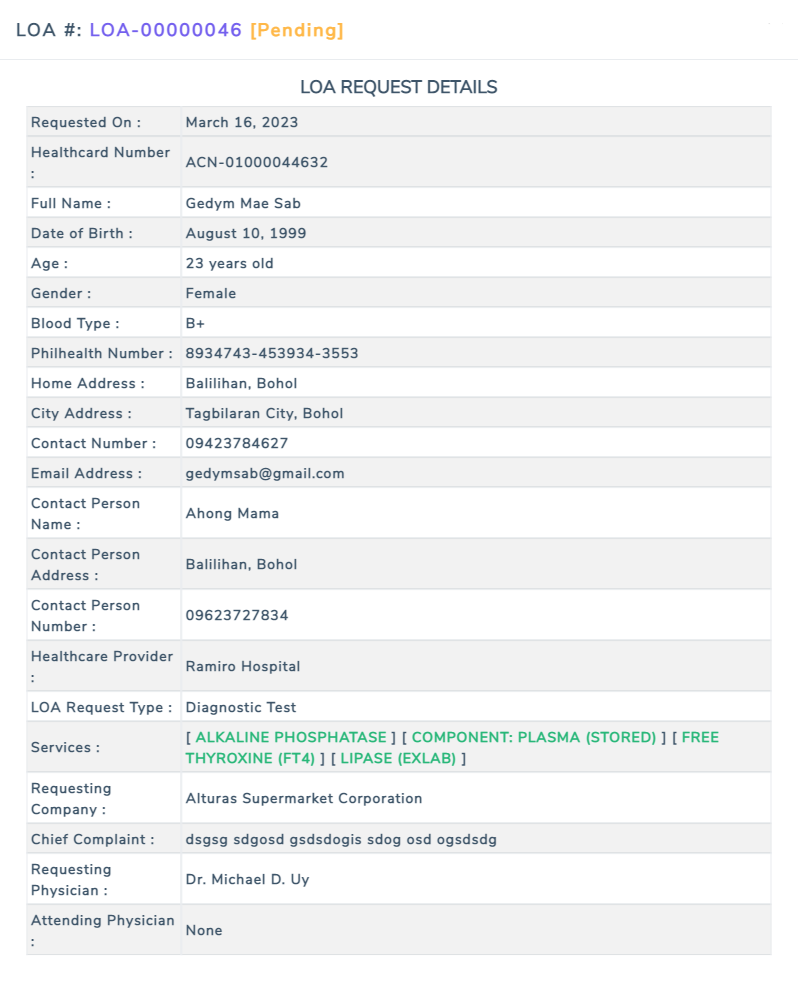 LOA #: LOA-00000046 [Pending]
LOA REQUEST DETAILS
Requested On : March 16, 2023
Healthcard Number : ACN-01000044632
Full Name : Gedym Mae Sab
Date of Birth : August 10, 1999
Age : 23 years old
Gender : Female
Blood Type : B+
Philhealth Number : 8934743-453934-3553
Home Address : Balilihan, Bohol
City Address : Tagbilaran City, Bohol
Contact Number : 09423784627
Email Address : gedymsab@gmail.com
Contact Person Name : Ahong Mama
Contact Person Address : Balilihan, Bohol
Contact Person Number : 09623727834
Healthcare Provider : Ramiro Hospital
LOA Request Type : Diagnostic Test
Services : [ ALKALINE PHOSPHATASE ] [ COMPONENT: PLASMA (STORED) ] [ FREE
THYROXINE (FT4) ] [ LIPASE (EXLAB) ]
Requesting Company : Alturas Supermarket Corporation
Chief Complaint : dsgsg sdgosd gsdsdogis sdog osd ogsdsdg
Requesting Physician : Dr. Michael D. Uy
Attending Physician : None